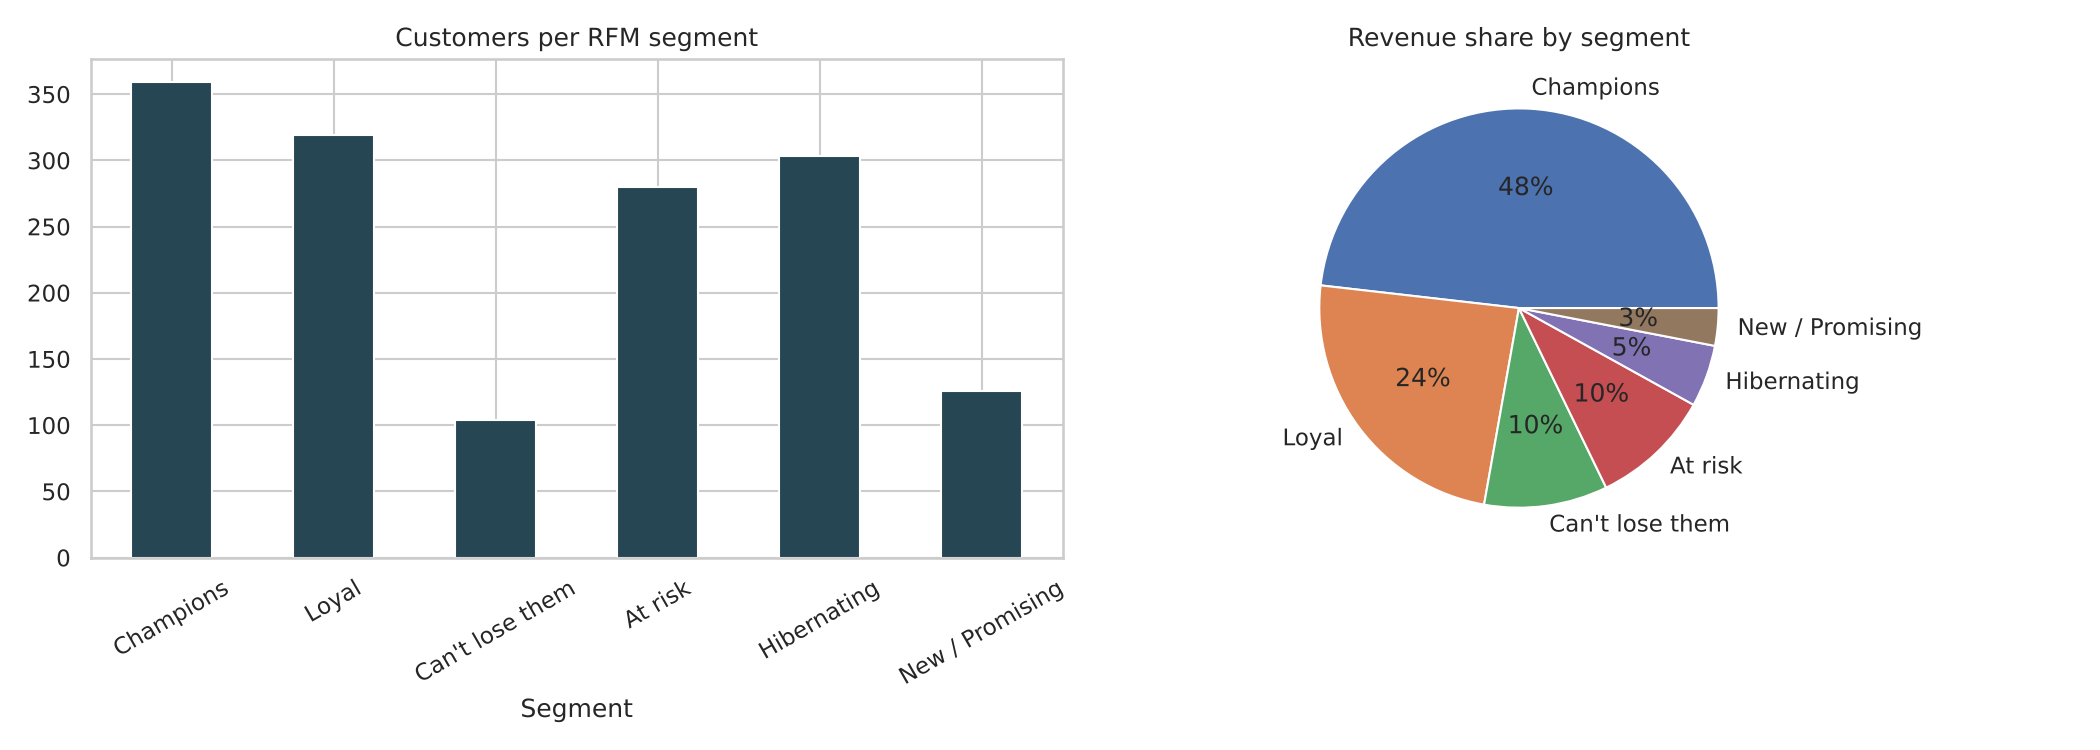 Customers per RFM segment
350
300
250
200
150
100
50
0
Champions
Loyal
Can't lose them
At risk
Hibernating
New / Promising
Segment
Revenue share by segment
Champions
48%
Loyal
24%
Can't lose them
10%
At risk
10%
Hibernating
5%
New / Promising
3%